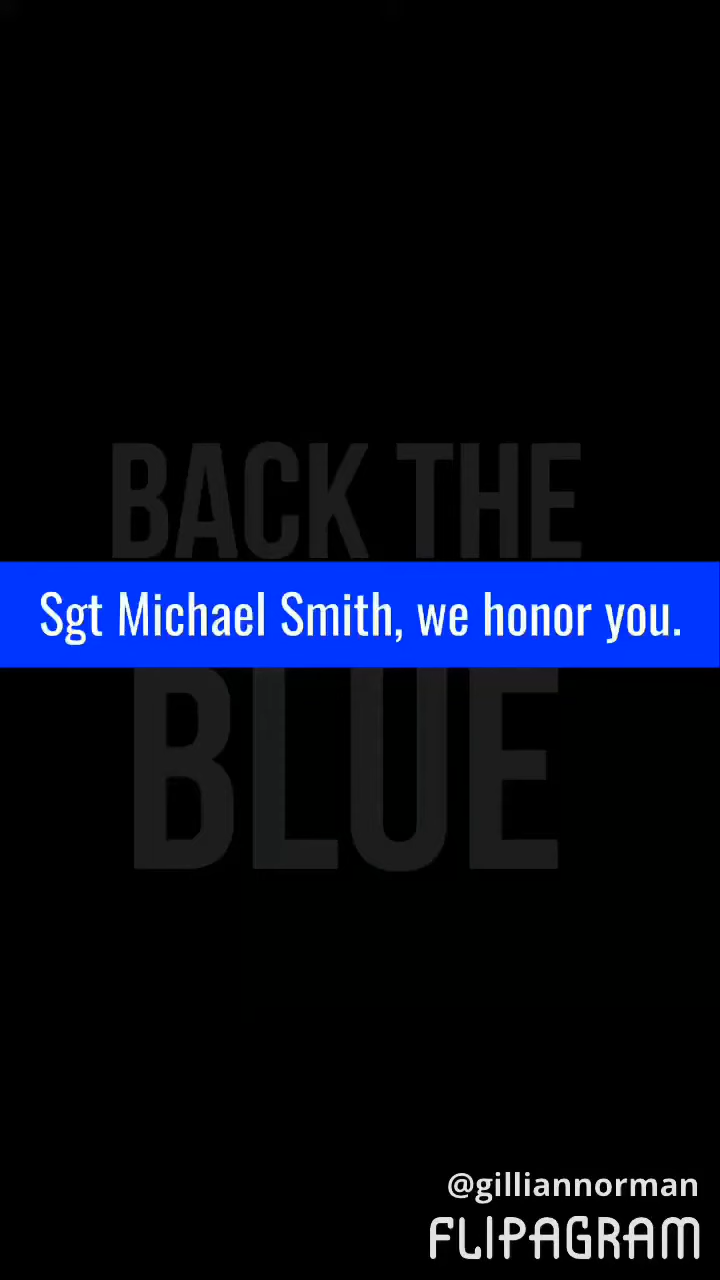 BACK THE
Sgt Michael Smith, we honor you.
BLUE
@gilliannorman
FLIPAGRAM